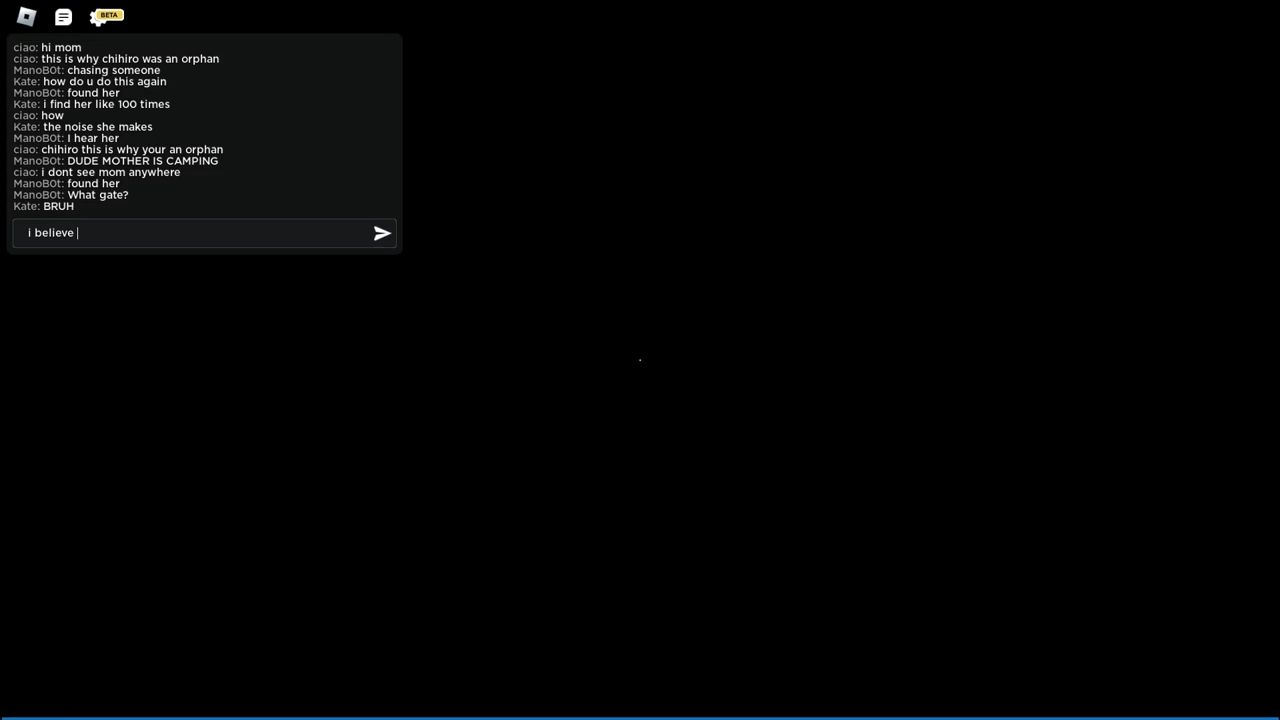 BETA
ciao: hi mom
ciao: this is why chihiro was an orphan
ManoB0t: chasing someone
Kate: how do u do this again
ManoB0t: found her
Kate: i find her like 100 times
ciao: how
Kate: the noise she makes
ManoB0t: I hear her
ciao: chihiro this is why your an orphan
ManoB0t: DUDE MOTHER IS CAMPING
ciao: i dont see mom anywhere
ManoB0t: found her
ManoB0t: What gate?
Kate: BRUH
i believe